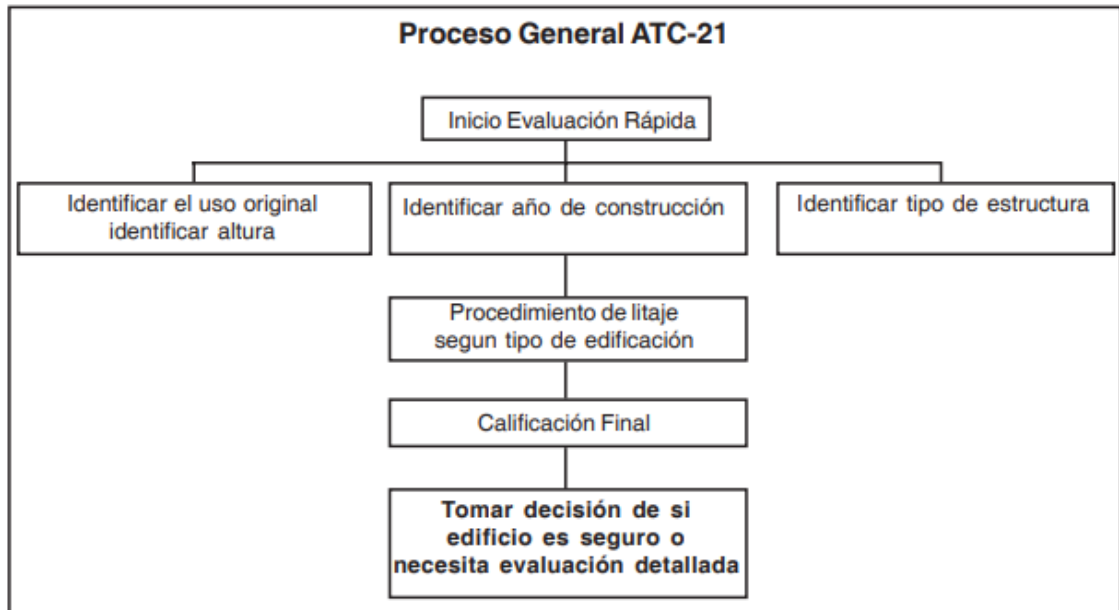 Proceso General ATC-21
Inicio Evaluación Rápida
Identificar el uso original
identificar altura
Identificar año de construcción
Identificar tipo de estructura
Procedimiento de litaje
segun tipo de edificación
Calificación Final
Tomar decisión de si
edificio es seguro o
necesita evaluación detallada